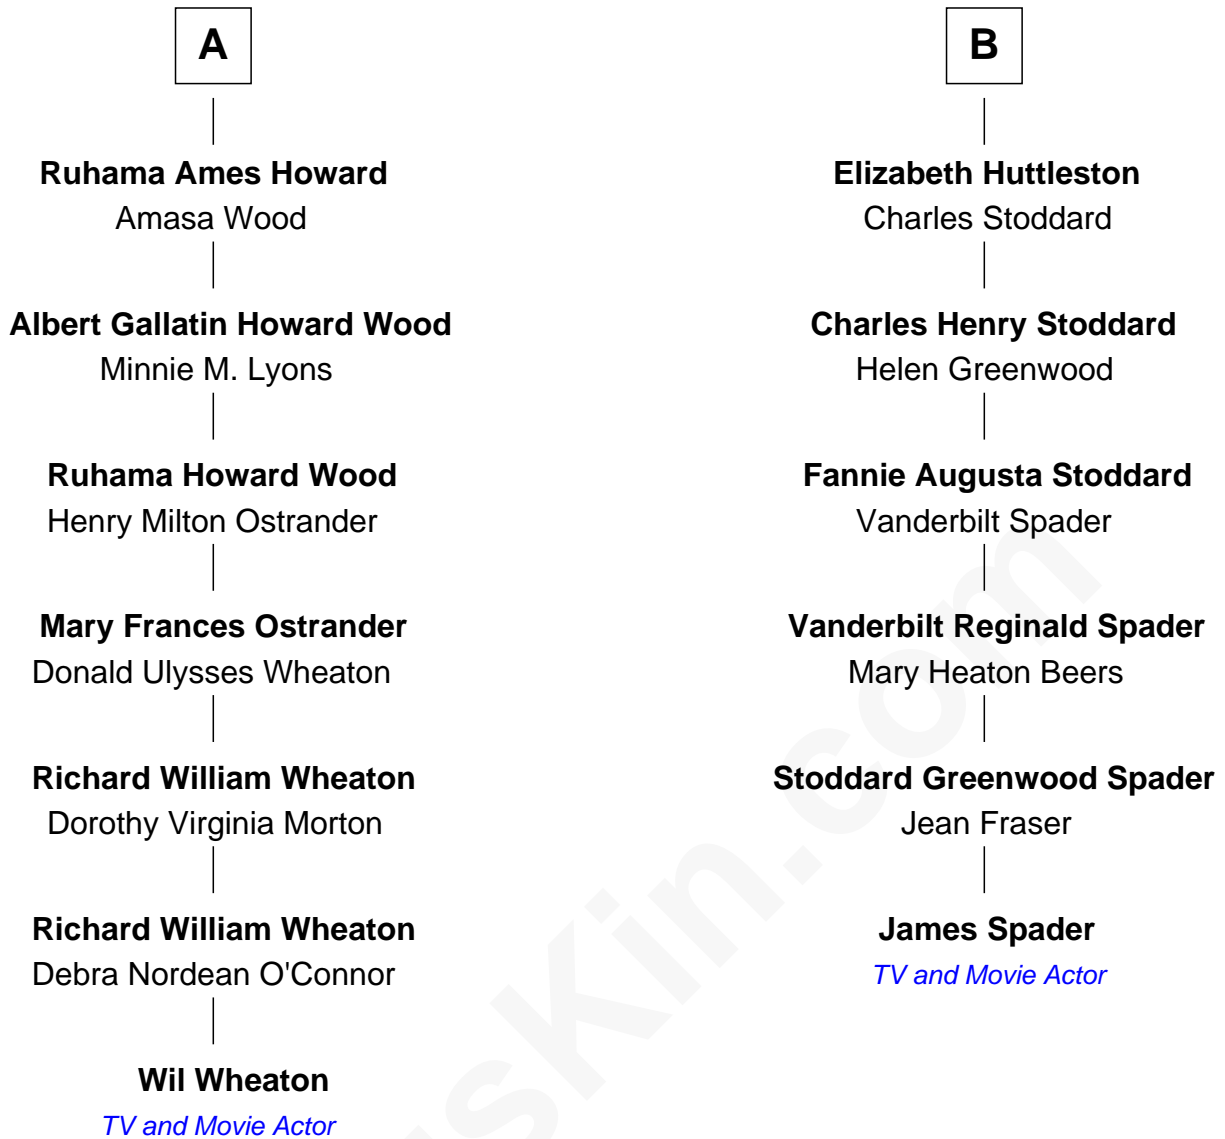 A
Ruhama Ames Howard
Amasa Wood
Albert Gallatin Howard Wood
Minnie M. Lyons
Ruhama Howard Wood
Henry Milton Ostrander
Mary Frances Ostrander
Donald Ulysses Wheaton
Richard William Wheaton
Dorothy Virginia Morton
Richard William Wheaton
Debra Nordean O'Connor
Wil Wheaton
TV and Movie Actor
B
Elizabeth Huttleston
Charles Stoddard
Charles Henry Stoddard
Helen Greenwood
Fannie Augusta Stoddard
Vanderbilt Spader
Vanderbilt Reginald Spader
Mary Heaton Beers
Stoddard Greenwood Spader
Jean Fraser
James Spader
TV and Movie Actor